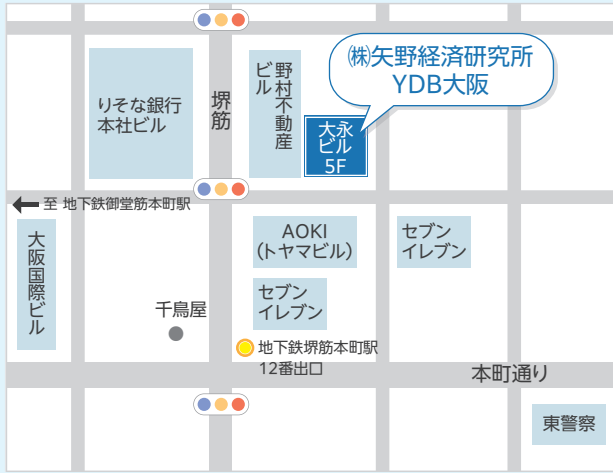 ㈱矢野経済研究所
YDB大阪
りそな銀行
本社ビル
堺筋
野村不動産
ビル
大永
ビル
5F
至 地下鉄御堂筋本町駅
大阪国際ビル
AOKI
(トヤマビル)
セブン
イレブン
セブン
イレブン
千鳥屋
地下鉄堺筋本町駅
12番出口
本町通り
東警察